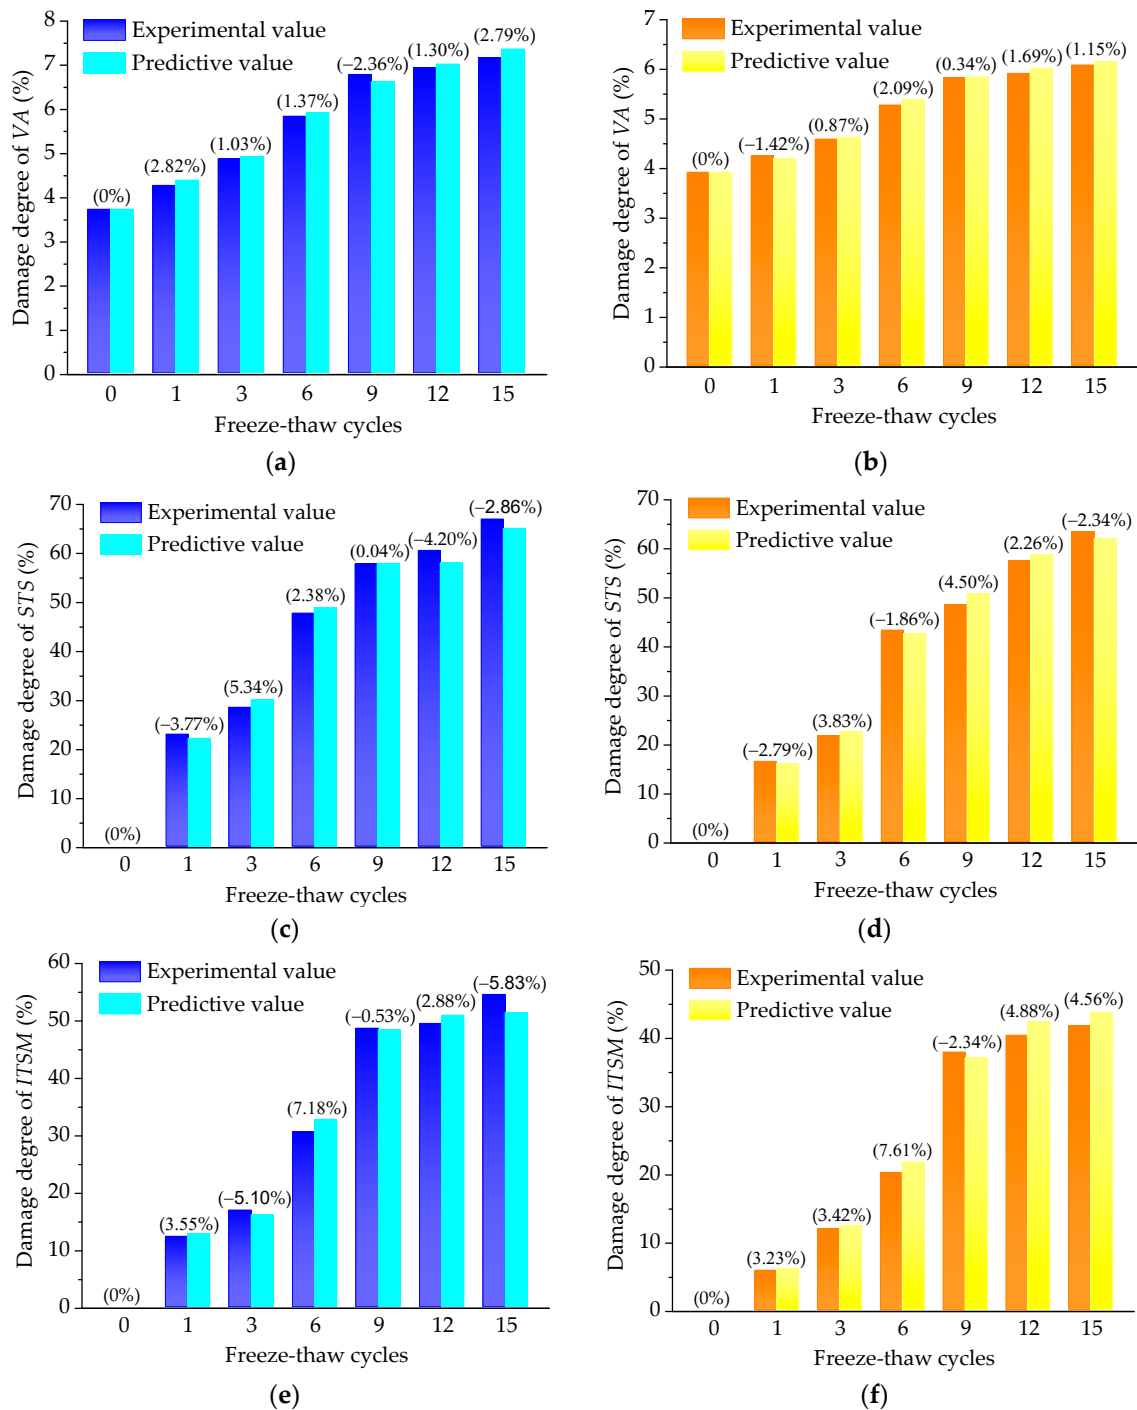 Experimental value
Predictive value
(0%)
(2.82%)
(1.03%)
(1.37%)
(−2.36%)
(1.30%)
(2.79%)
8
7
6
5
4
3
2
1
0
Damage degree of VA (%)
0 1 3 6 9 12 15
Freeze-thaw cycles
(a)
Experimental value
Predictive value
(0%)
(−1.42%)
(0.87%)
(2.09%)
(0.34%)
(1.69%)
(1.15%)
7
6
5
4
3
2
1
0
Damage degree of VA (%)
0 1 3 6 9 12 15
Freeze-thaw cycles
(b)
Experimental value
Predictive value
(0%)
(−3.77%)
(5.34%)
(2.38%)
(0.04%)
(−4.20%)
(−2.86%)
70
60
50
40
30
20
10
0
Damage degree of STS (%)
0 1 3 6 9 12 15
Freeze-thaw cycles
(c)
Experimental value
Predictive value
(0%)
(−2.79%)
(3.83%)
(−1.86%)
(4.50%)
(2.26%)
(−2.34%)
70
60
50
40
30
20
10
0
Damage degree of STS (%)
0 1 3 6 9 12 15
Freeze-thaw cycles
(d)
Experimental value
Predictive value
(0%)
(3.55%)
(−5.10%)
(7.18%)
(−0.53%)
(2.88%)
(−5.83%)
60
50
40
30
20
10
0
Damage degree of ITSM (%)
0 1 3 6 9 12 15
Freeze-thaw cycles
(e)
Experimental value
Predictive value
(0%)
(3.23%)
(3.42%)
(7.61%)
(−2.34%)
(4.88%)
(4.56%)
50
40
30
20
10
0
Damage degree of ITSM (%)
0 1 3 6 9 12 15
Freeze-thaw cycles
(f)